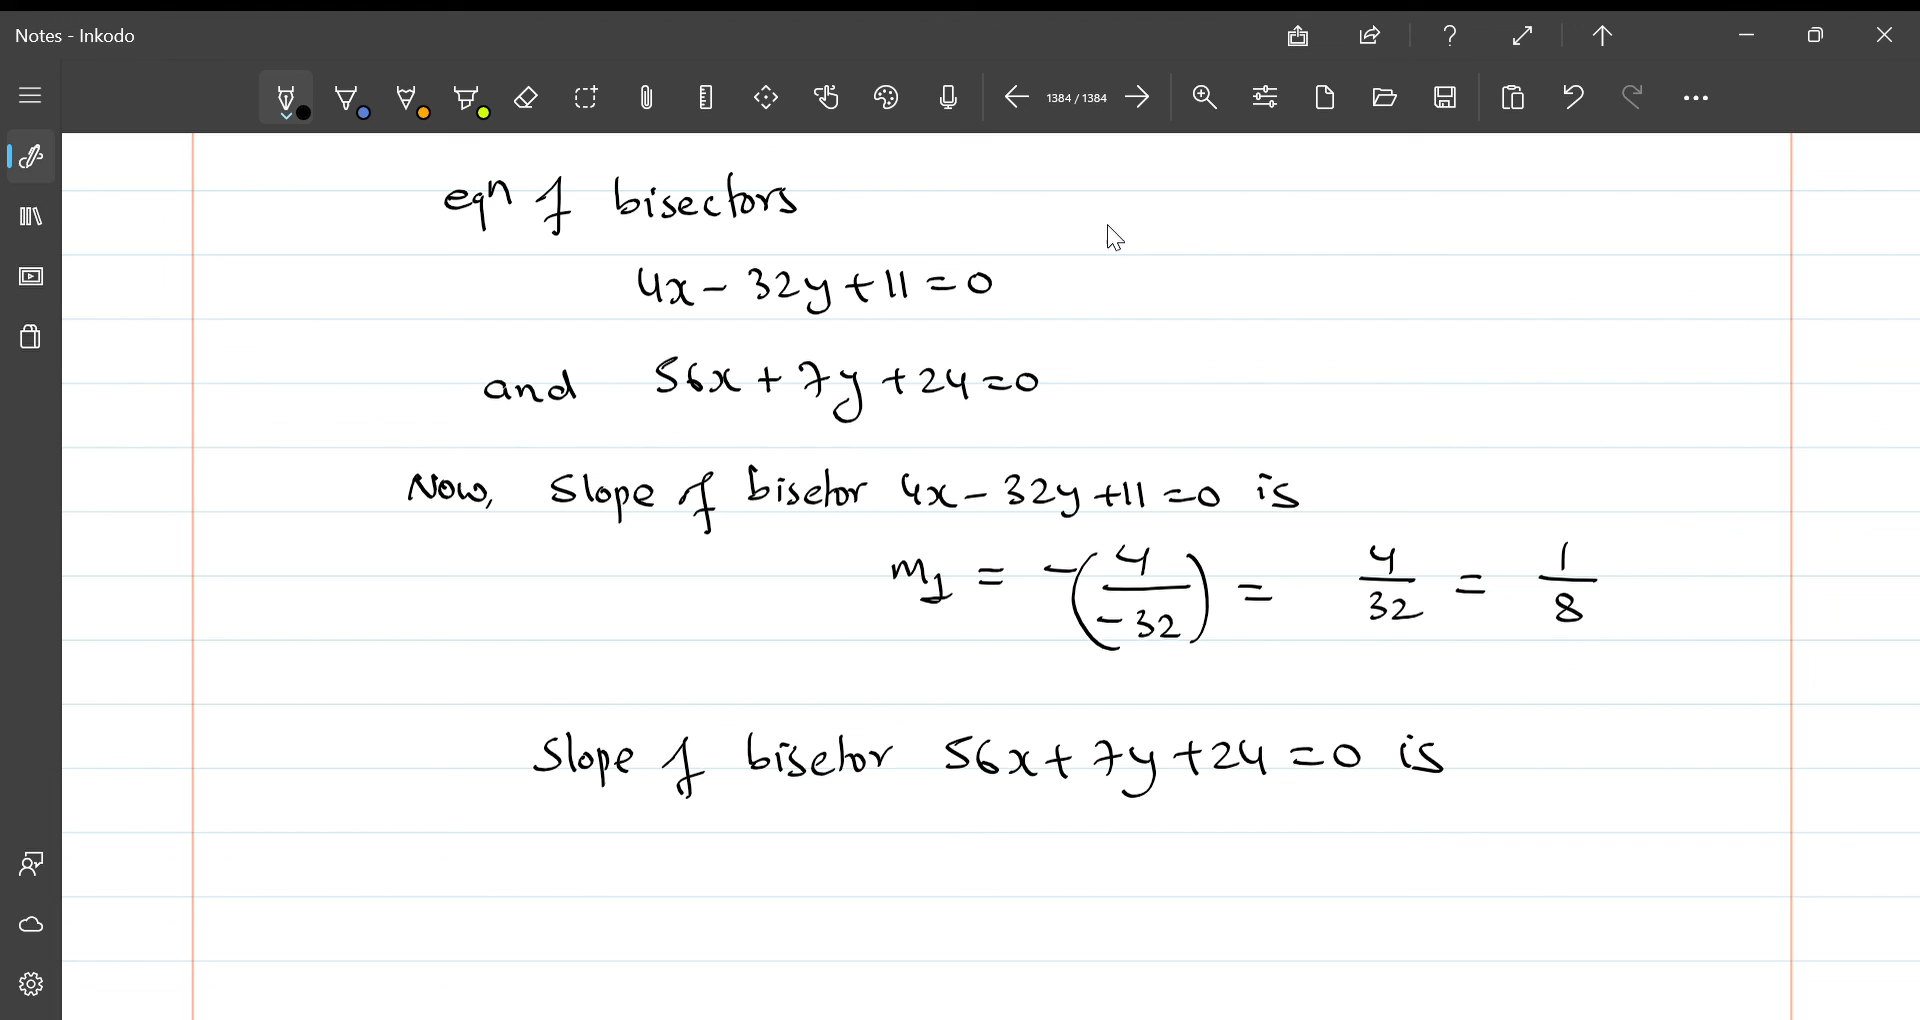 Notes - Inkodo
1384 / 1384
eqn of bisectors
4x - 32y + 11 = 0
and 56x + 7y + 24 = 0
Now, Slope of bisetor 4x - 32y + 11 = 0 is
m₁ = -(4/-32) = 4/32 = 1/8
Slope of bisetor 56x + 7y + 24 = 0 is